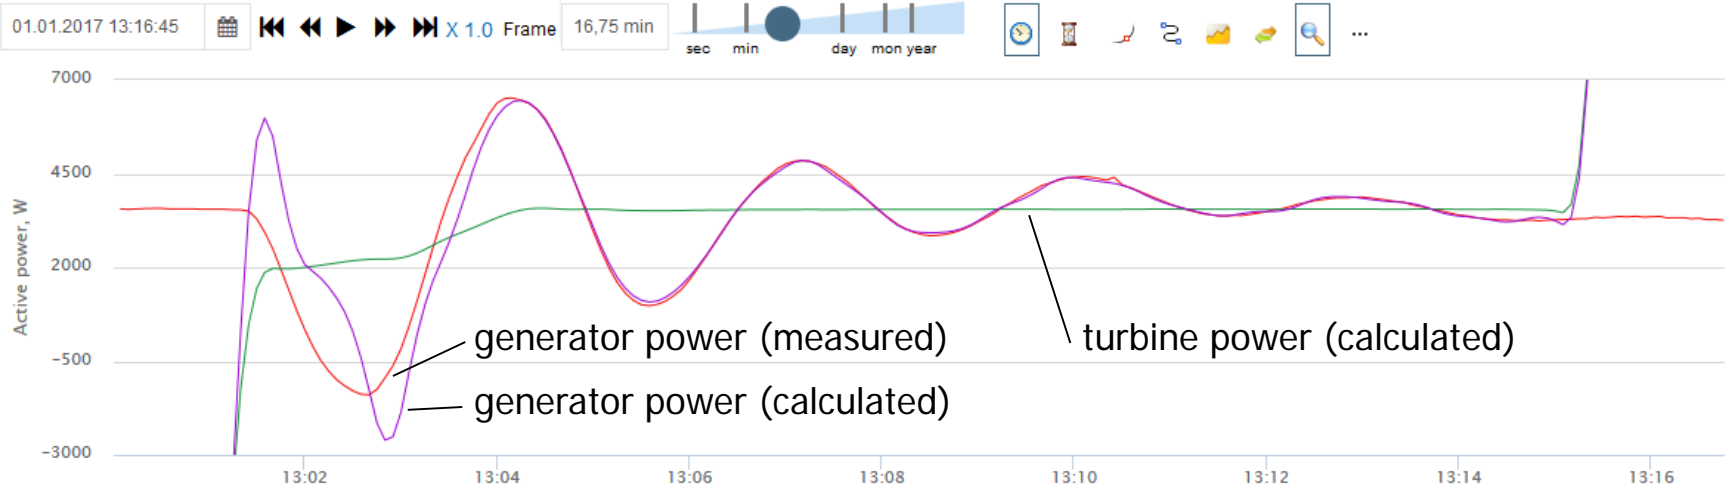 01.01.2017 13:16:45
X 1.0 Frame 16,75 min
sec min day mon year
...
7000
4500
2000
−500
−3000
Active power, W
generator power (measured)
turbine power (calculated)
generator power (calculated)
13:02 13:04 13:06 13:08 13:10 13:12 13:14 13:16